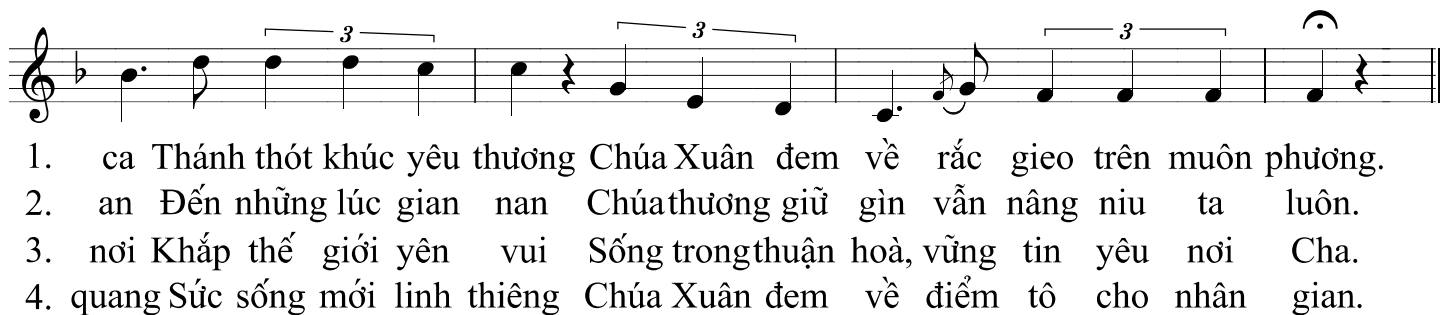 3 3 3
1. ca Thánh thót khúc yêu thương Chúa Xuân đem về rắc gieo trên muôn phương.
2. an Đến những lúc gian nan Chúa thương giữ gìn vẫn nâng niu ta luôn.
3. nơi Khắp thế giới yên vui Sống trong thuận hoà, vững tin yêu nơi Cha.
4. quang Sức sống mới linh thiêng Chúa Xuân đem về điểm tô cho nhân gian.